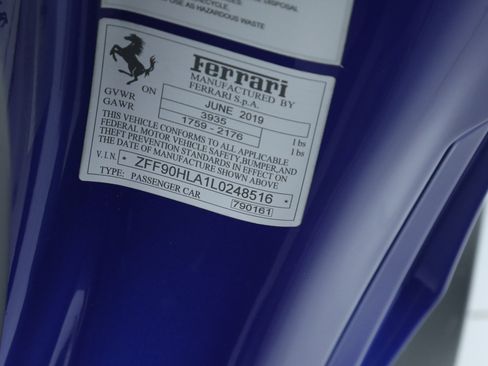 DISPOSAL
RECYCLE.
AS HAZARDOUS WASTE
Ferrari
MANUFACTURED BY
FERRARI S.p.A.
ON JUNE 2019
GVWR 3935 lbs
GAWR 1759 - 2176 lbs
THIS VEHICLE CONFORMS TO ALL APPLICABLE
FEDERAL MOTOR VEHICLE SAFETY, BUMPER, AND
THEFT PREVENTION STANDARDS IN EFFECT ON
THE DATE OF MANUFACTURE SHOWN ABOVE
V.I.N. * ZFF90HLA1L0248516 *
TYPE: PASSENGER CAR 790161